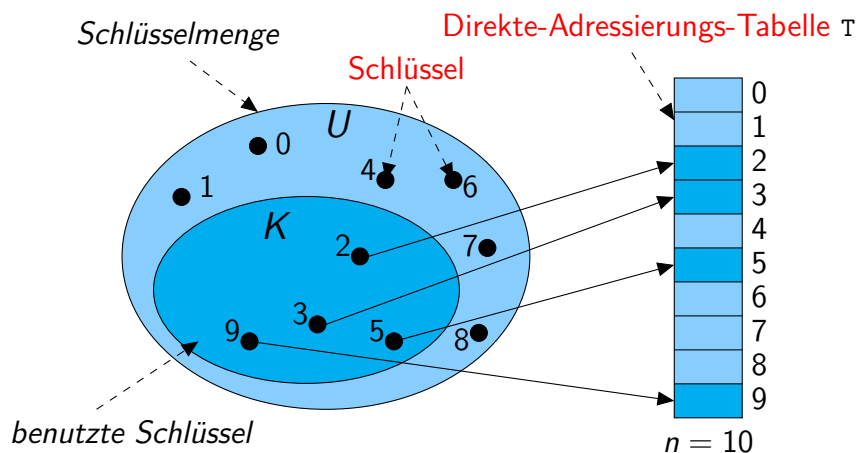 Schlüsselmenge
Direkte-Adressierungs-Tabelle T
Schlüssel
U
0
1
4
6
K
2
7
3
9
5
8
benutzte Schlüssel
0
1
2
3
4
5
6
7
8
9
n = 10